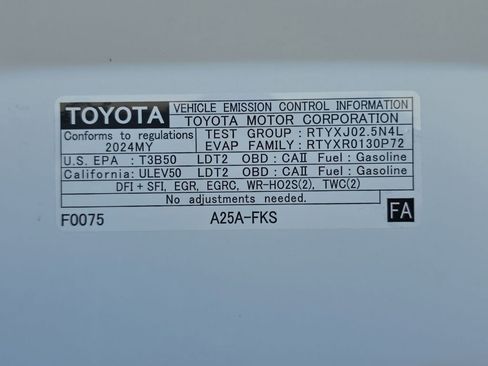 TOYOTA VEHICLE EMISSION CONTROL INFORMATION
TOYOTA MOTOR CORPORATION
Conforms to regulations TEST GROUP : RTYXJ02.5N4L
2024MY EVAP FAMILY : RTYXR0130P72
U.S. EPA : T3B50 LDT2 OBD : CAII Fuel : Gasoline
California: ULEV50 LDT2 OBD : CAII Fuel : Gasoline
DFI + SFI, EGR, EGRC, WR-HO2S(2), TWC(2)
No adjustments needed.
F0075 A25A-FKS FA